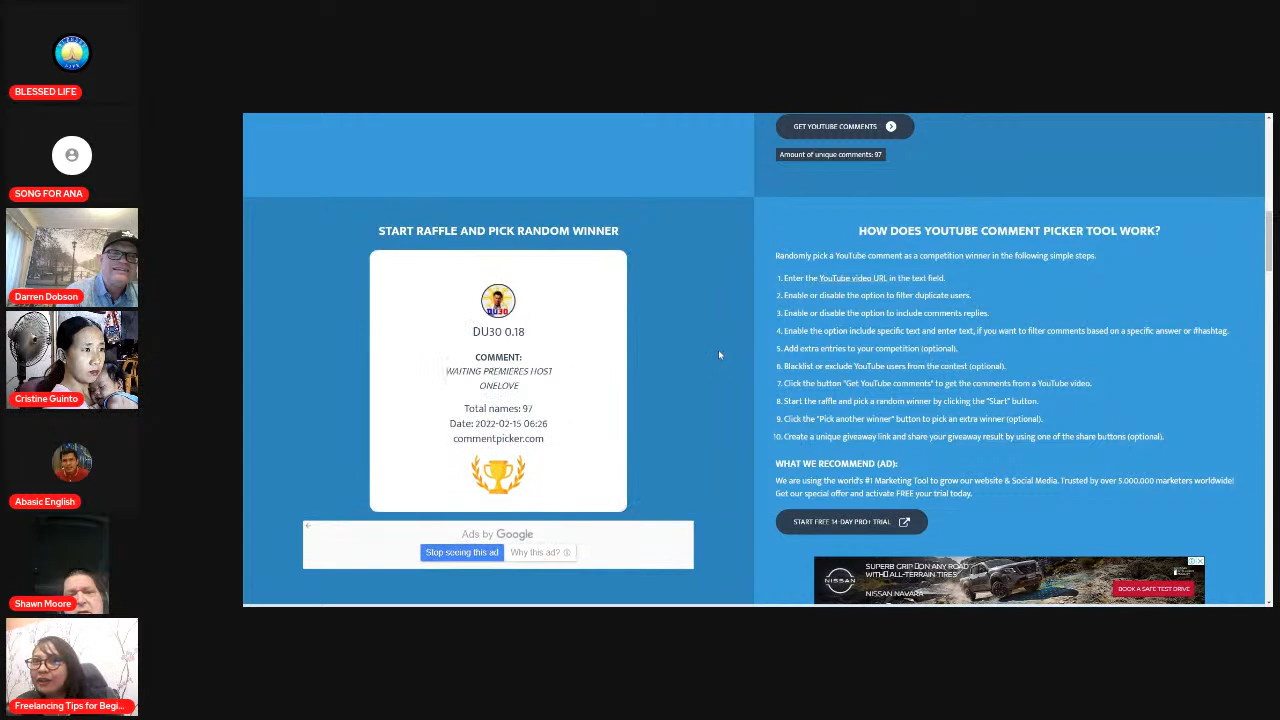 BLESSED LIFE
SONG FOR ANA
Darren Dobson
Cristine Guinto
Abasic English
Shawn Moore
Freelancing Tips for Begi...
START RAFFLE AND PICK RANDOM WINNER
DU30
DU30 0.18
COMMENT:
WAITING PREMIERES HOST
ONELOVE
Total names: 97
Date: 2022-02-15 06:26
commentpicker.com
Ads by Google
Stop seeing this ad
Why this ad?
GET YOUTUBE COMMENTS
Amount of unique comments: 97
HOW DOES YOUTUBE COMMENT PICKER TOOL WORK?
Randomly pick a YouTube comment as a competition winner in the following simple steps.
1. Enter the YouTube video URL in the text field.
2. Enable or disable the option to filter duplicate users.
3. Enable or disable the option to include comments replies.
4. Enable the option include specific text and enter text, if you want to filter comments based on a specific answer or #hashtag.
5. Add extra entries to your competition (optional).
6. Blacklist or exclude YouTube users from the contest (optional).
7. Click the button "Get YouTube comments" to get the comments from a YouTube video.
8. Start the raffle and pick a random winner by clicking the "Start" button.
9. Click the "Pick another winner" button to pick an extra winner (optional).
10. Create a unique giveaway link and share your giveaway result by using one of the share buttons (optional).
WHAT WE RECOMMEND (AD):
We are using the world's #1 Marketing Tool to grow our website & Social Media. Trusted by over 5.000.000 marketers worldwide!
Get our special offer and activate FREE your trial today.
START FREE 14-DAY PRO+ TRIAL
SUPERB GRIP ON ANY ROAD
WITH ALL-TERRAIN TIRES
NISSAN NAVARA
BOOK A SAFE TEST DRIVE